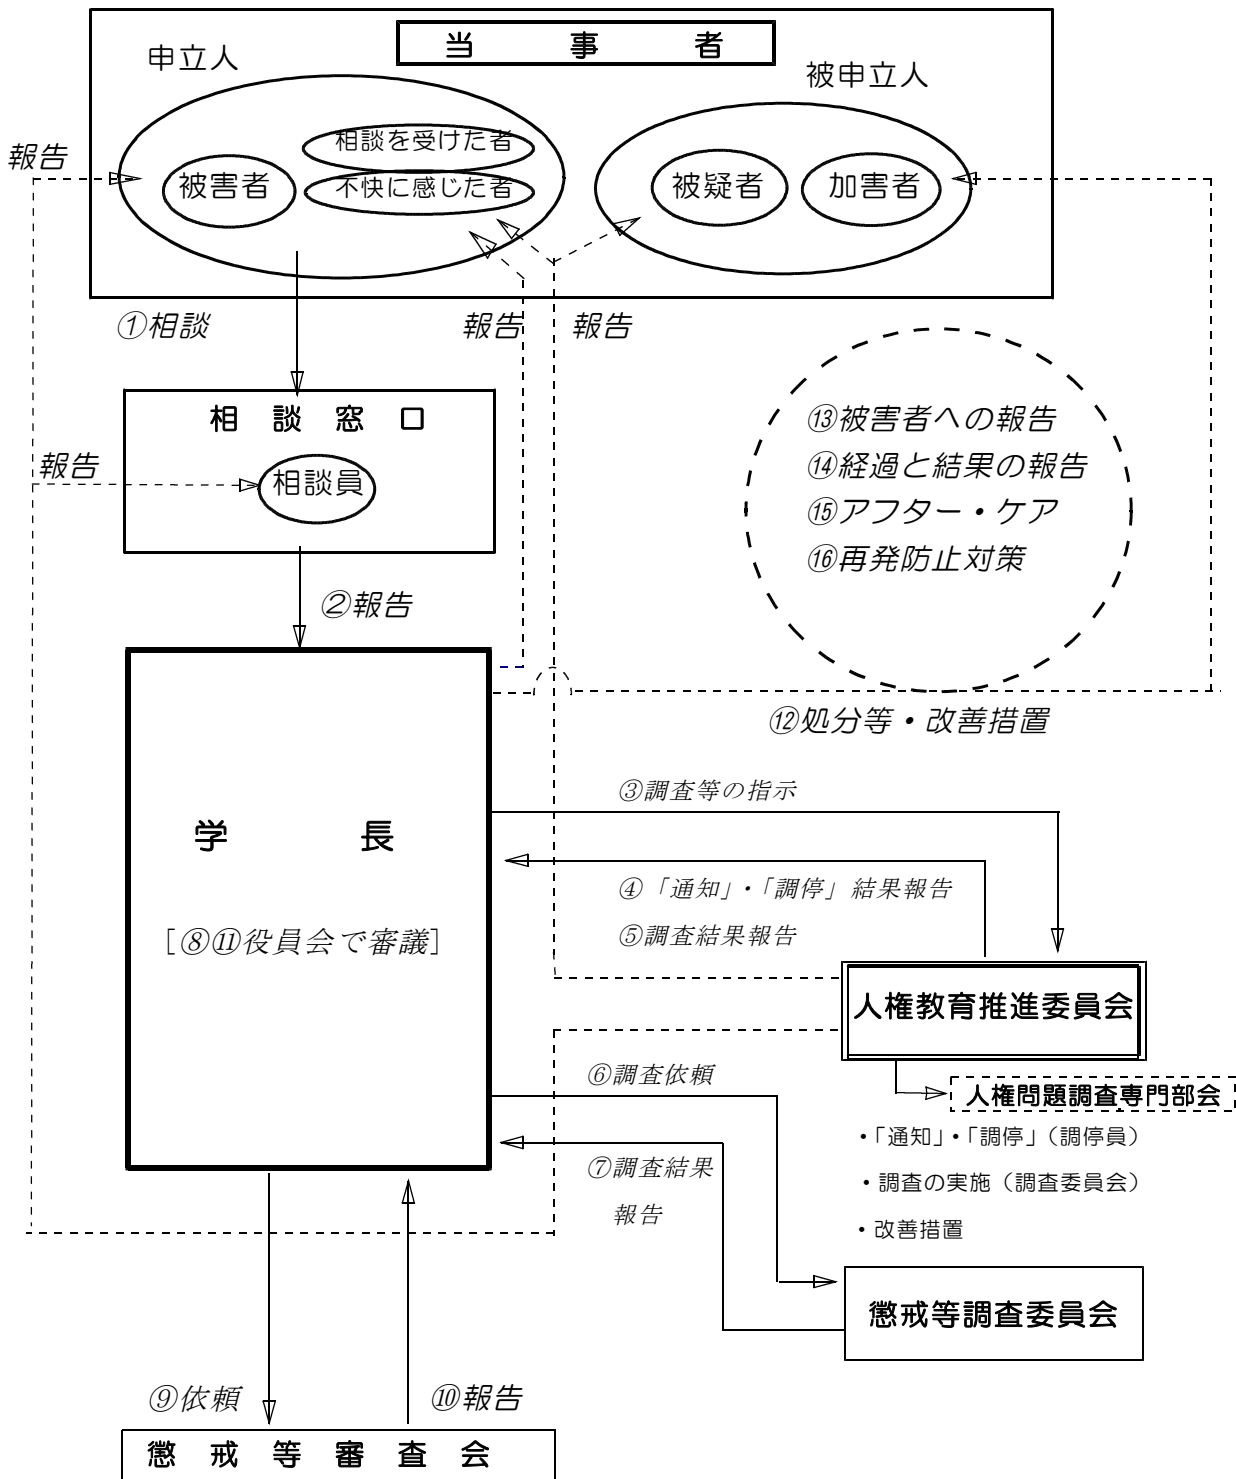 当事者
申立人
被申立人
相談を受けた者
報告
被害者
不快に感じた者
被疑者
加害者
①相談
報告
報告
相談窓口
報告
相談員
⑬被害者への報告
⑭経過と結果の報告
⑮アフター・ケア
⑯再発防止対策
②報告
⑫処分等・改善措置
③調査等の指示
学長
④「通知」・「調停」結果報告
⑤調査結果報告
[⑧⑪役員会で審議]
人権教育推進委員会
⑥調査依頼
人権問題調査専門部会
・「通知」・「調停」（調停員）
・調査の実施（調査委員会）
・改善措置
⑦調査結果
報告
懲戒等調査委員会
⑨依頼
⑩報告
懲戒等審査会